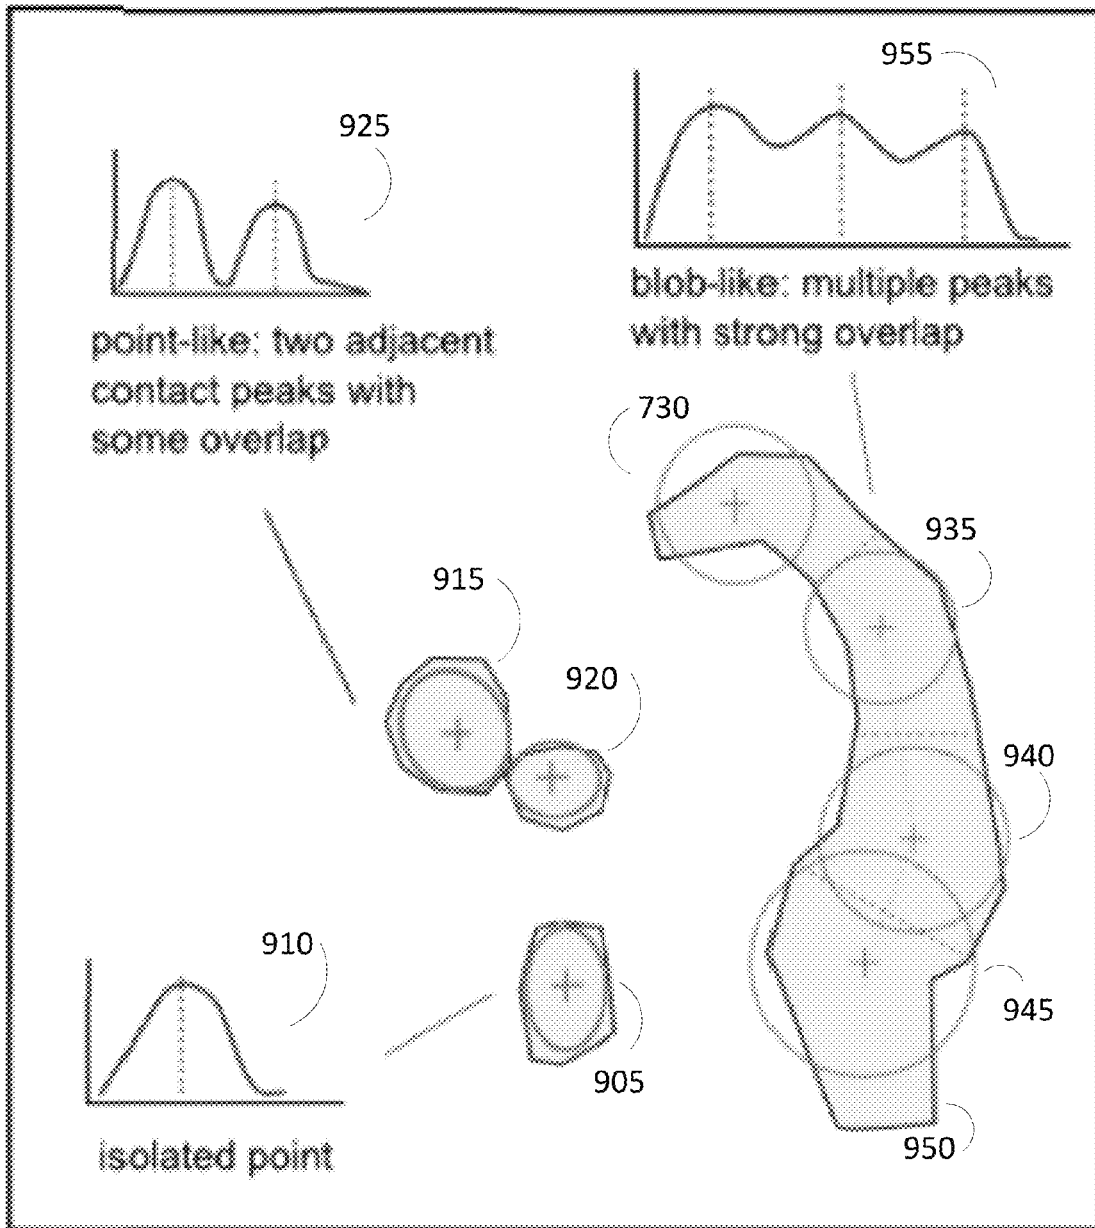 955
925
blob-like: multiple peaks
with strong overlap
point-like: two adjacent
contact peaks with
some overlap
730
935
915
920
940
910
945
905
950
isolated point